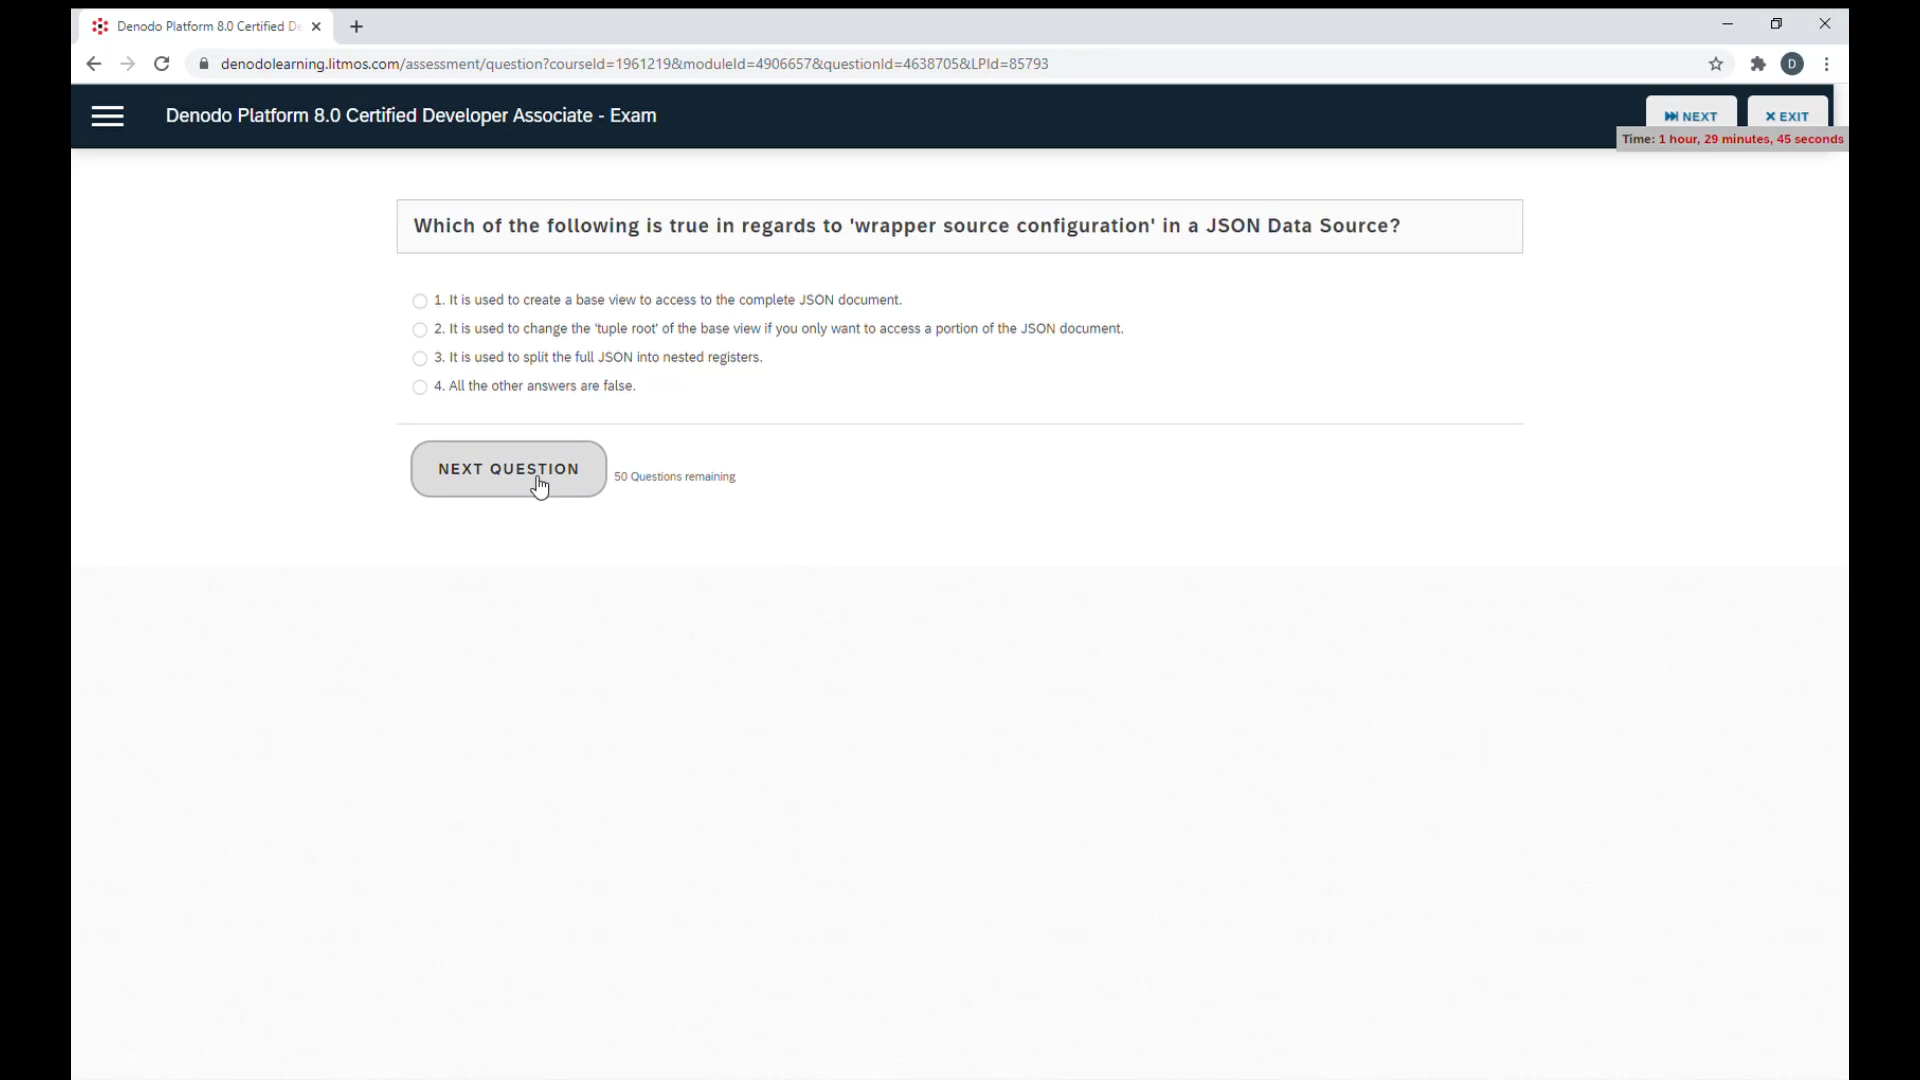 Denodo Platform 8.0 Certified De
denodolearning.litmos.com/assessment/question?courseId=1961219&moduleId=4906657&questionId=4638705&LPId=85793
D
Denodo Platform 8.0 Certified Developer Associate - Exam
NEXT
EXIT
Time: 1 hour, 29 minutes, 45 seconds
Which of the following is true in regards to 'wrapper source configuration' in a JSON Data Source?
1. It is used to create a base view to access to the complete JSON document.
2. It is used to change the 'tuple root' of the base view if you only want to access a portion of the JSON document.
3. It is used to split the full JSON into nested registers.
4. All the other answers are false.
NEXT QUESTION
50 Questions remaining